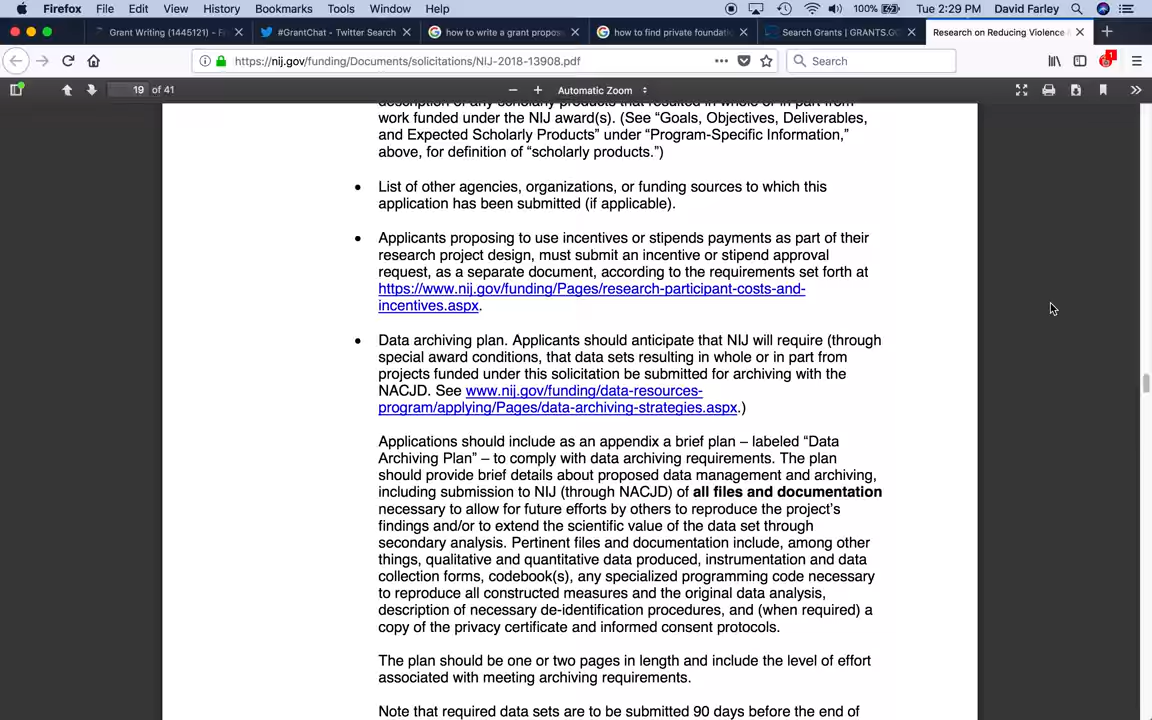 Firefox File Edit View History Bookmarks Tools Window Help 100% Tue 2:29 PM David Farley
Grant Writing (1445121) - F
#GrantChat - Twitter Search
how to write a grant propos
how to find private foundat
Search Grants | GRANTS.GO
Research on Reducing Violence
https://nij.gov/funding/Documents/solicitations/NIJ-2018-13908.pdf
Search
1
19 of 41
Automatic Zoom
description of any scholarly products that resulted in whole or in part from
work funded under the NIJ award(s). (See “Goals, Objectives, Deliverables,
and Expected Scholarly Products” under “Program-Specific Information,”
above, for definition of “scholarly products.”)
• List of other agencies, organizations, or funding sources to which this
application has been submitted (if applicable).
• Applicants proposing to use incentives or stipends payments as part of their
research project design, must submit an incentive or stipend approval
request, as a separate document, according to the requirements set forth at
https://www.nij.gov/funding/Pages/research-participant-costs-and-
incentives.aspx.
• Data archiving plan. Applicants should anticipate that NIJ will require (through
special award conditions, that data sets resulting in whole or in part from
projects funded under this solicitation be submitted for archiving with the
NACJD. See www.nij.gov/funding/data-resources-
program/applying/Pages/data-archiving-strategies.aspx.)
Applications should include as an appendix a brief plan – labeled “Data
Archiving Plan” – to comply with data archiving requirements. The plan
should provide brief details about proposed data management and archiving,
including submission to NIJ (through NACJD) of all files and documentation
necessary to allow for future efforts by others to reproduce the project’s
findings and/or to extend the scientific value of the data set through
secondary analysis. Pertinent files and documentation include, among other
things, qualitative and quantitative data produced, instrumentation and data
collection forms, codebook(s), any specialized programming code necessary
to reproduce all constructed measures and the original data analysis,
description of necessary de-identification procedures, and (when required) a
copy of the privacy certificate and informed consent protocols.
The plan should be one or two pages in length and include the level of effort
associated with meeting archiving requirements.
Note that required data sets are to be submitted 90 days before the end of